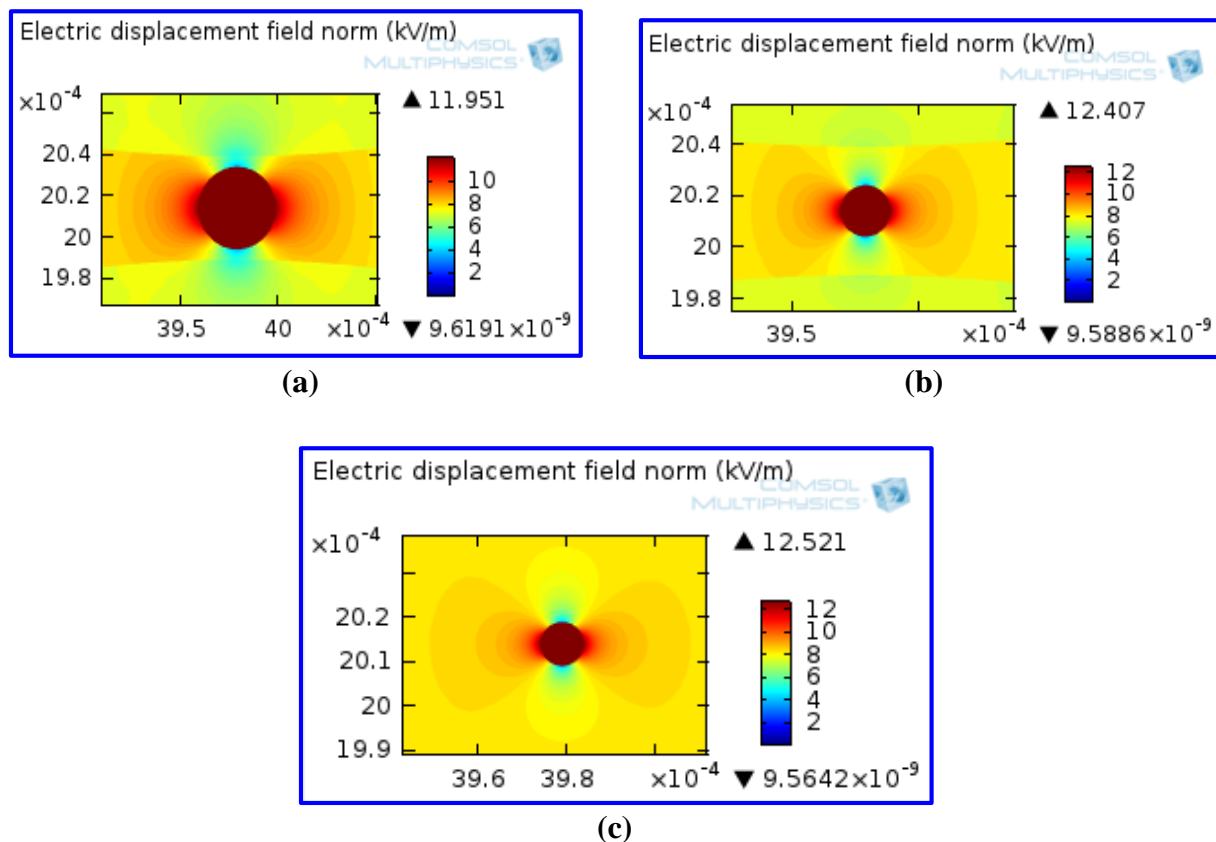 Electric displacement field norm (kV/m)
COMSOL
MULTIPHYSICS®
×10⁻⁴
▲ 11.951
20.4
20.2
20
19.8
10
8
6
4
2
39.5 40 ×10⁻⁴
▼ 9.6191×10⁻⁹
(a)
Electric displacement field norm (kV/m)
COMSOL
MULTIPHYSICS®
×10⁻⁴
▲ 12.407
20.4
20.2
20
19.8
12
10
8
6
4
2
39.5 ×10⁻⁴
▼ 9.5886×10⁻⁹
(b)
Electric displacement field norm (kV/m)
COMSOL
MULTIPHYSICS®
×10⁻⁴
▲ 12.521
20.2
20.1
20
19.9
12
10
8
6
4
2
39.6 39.8 ×10⁻⁴
▼ 9.5642×10⁻⁹
(c)